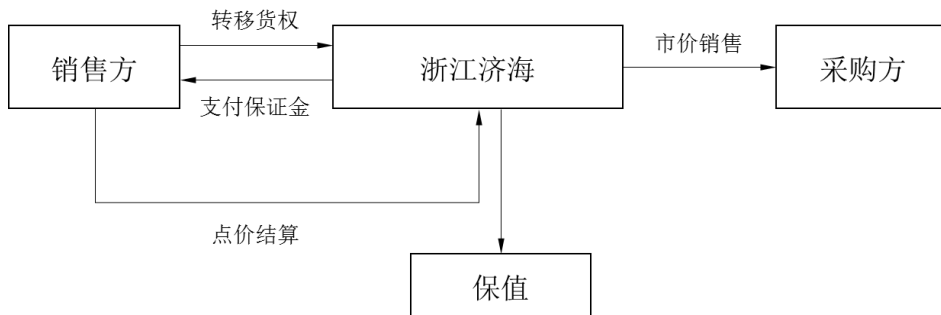 转移货权
销售方
浙江济海
市价销售
采购方
支付保证金
点价结算
保值